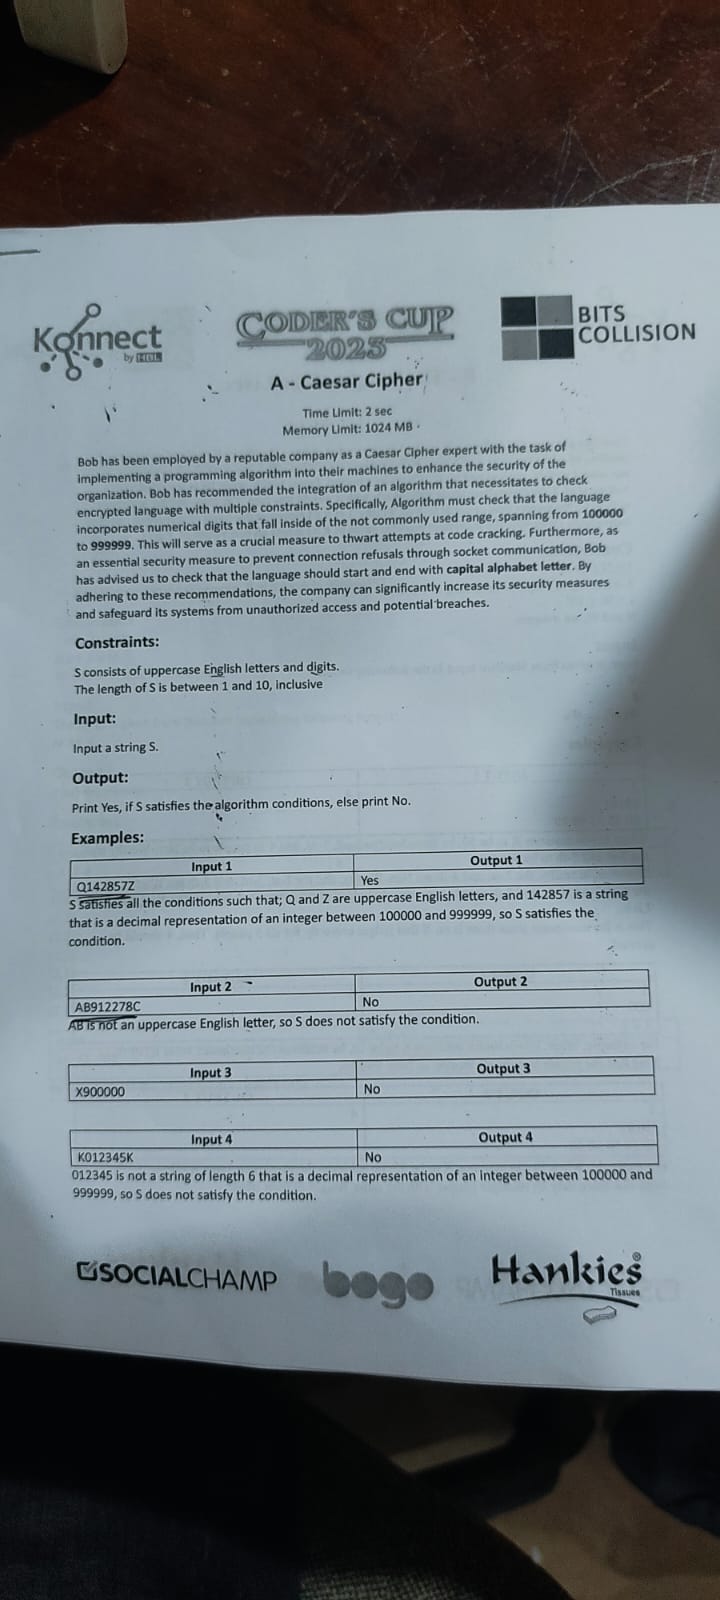 Konnect
by HBL
CODER'S CUP
2023
BITS
COLLISION
A - Caesar Cipher
Time Limit: 2 sec
Memory Limit: 1024 MB
Bob has been employed by a reputable company as a Caesar Cipher expert with the task of
implementing a programming algorithm into their machines to enhance the security of the
organization. Bob has recommended the integration of an algorithm that necessitates to check
encrypted language with multiple constraints. Specifically, Algorithm must check that the language
incorporates numerical digits that fall inside of the not commonly used range, spanning from 100000
to 999999. This will serve as a crucial measure to thwart attempts at code cracking. Furthermore, as
an essential security measure to prevent connection refusals through socket communication, Bob
has advised us to check that the language should start and end with capital alphabet letter. By
adhering to these recommendations, the company can significantly increase its security measures
and safeguard its systems from unauthorized access and potential breaches.
Constraints:
S consists of uppercase English letters and digits.
The length of S is between 1 and 10, inclusive
Input:
Input a string S.
Output:
Print Yes, if S satisfies the algorithm conditions, else print No.
Examples:
Input 1 Output 1
Q142857Z Yes
S satisfies all the conditions such that; Q and Z are uppercase English letters, and 142857 is a string
that is a decimal representation of an integer between 100000 and 999999, so S satisfies the
condition.
Input 2 Output 2
AB912278C No
AB is not an uppercase English letter, so S does not satisfy the condition.
Input 3 Output 3
X900000 No
Input 4 Output 4
K012345K No
012345 is not a string of length 6 that is a decimal representation of an integer between 100000 and
999999, so S does not satisfy the condition.
SOCIALCHAMP
bogo
Hankies®
Tissues